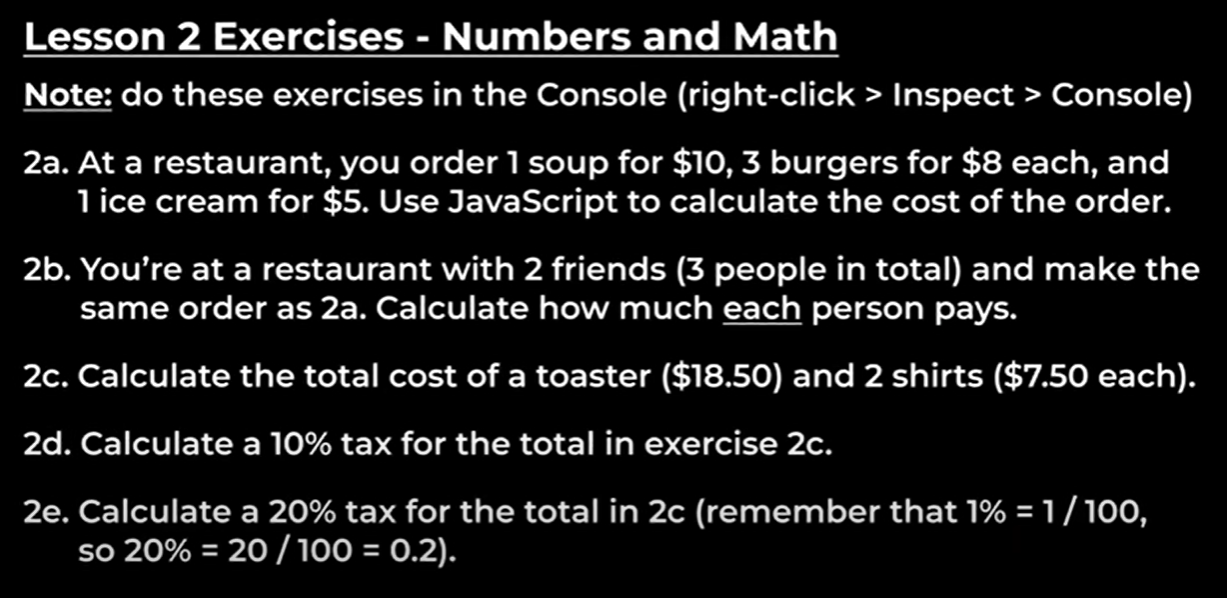 Lesson 2 Exercises - Numbers and Math
Note: do these exercises in the Console (right-click > Inspect > Console)
2a. At a restaurant, you order 1 soup for $10, 3 burgers for $8 each, and
1 ice cream for $5. Use JavaScript to calculate the cost of the order.
2b. You’re at a restaurant with 2 friends (3 people in total) and make the
same order as 2a. Calculate how much each person pays.
2c. Calculate the total cost of a toaster ($18.50) and 2 shirts ($7.50 each).
2d. Calculate a 10% tax for the total in exercise 2c.
2e. Calculate a 20% tax for the total in 2c (remember that 1% = 1 / 100,
so 20% = 20 / 100 = 0.2).